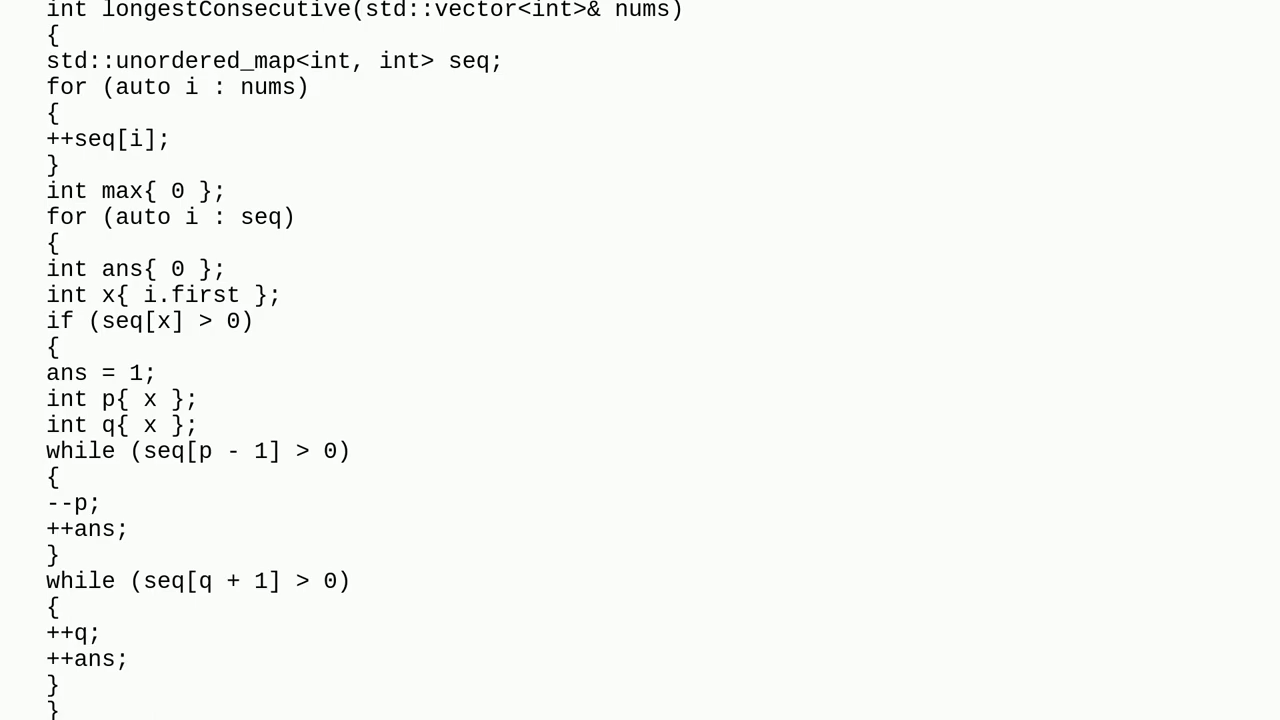 int longestConsecutive(std::vector<int>& nums)
{
std::unordered_map<int, int> seq;
for (auto i : nums)
{
++seq[i];
}
int max{ 0 };
for (auto i : seq)
{
int ans{ 0 };
int x{ i.first };
if (seq[x] > 0)
{
ans = 1;
int p{ x };
int q{ x };
while (seq[p - 1] > 0)
{
--p;
++ans;
}
while (seq[q + 1] > 0)
{
++q;
++ans;
}
}